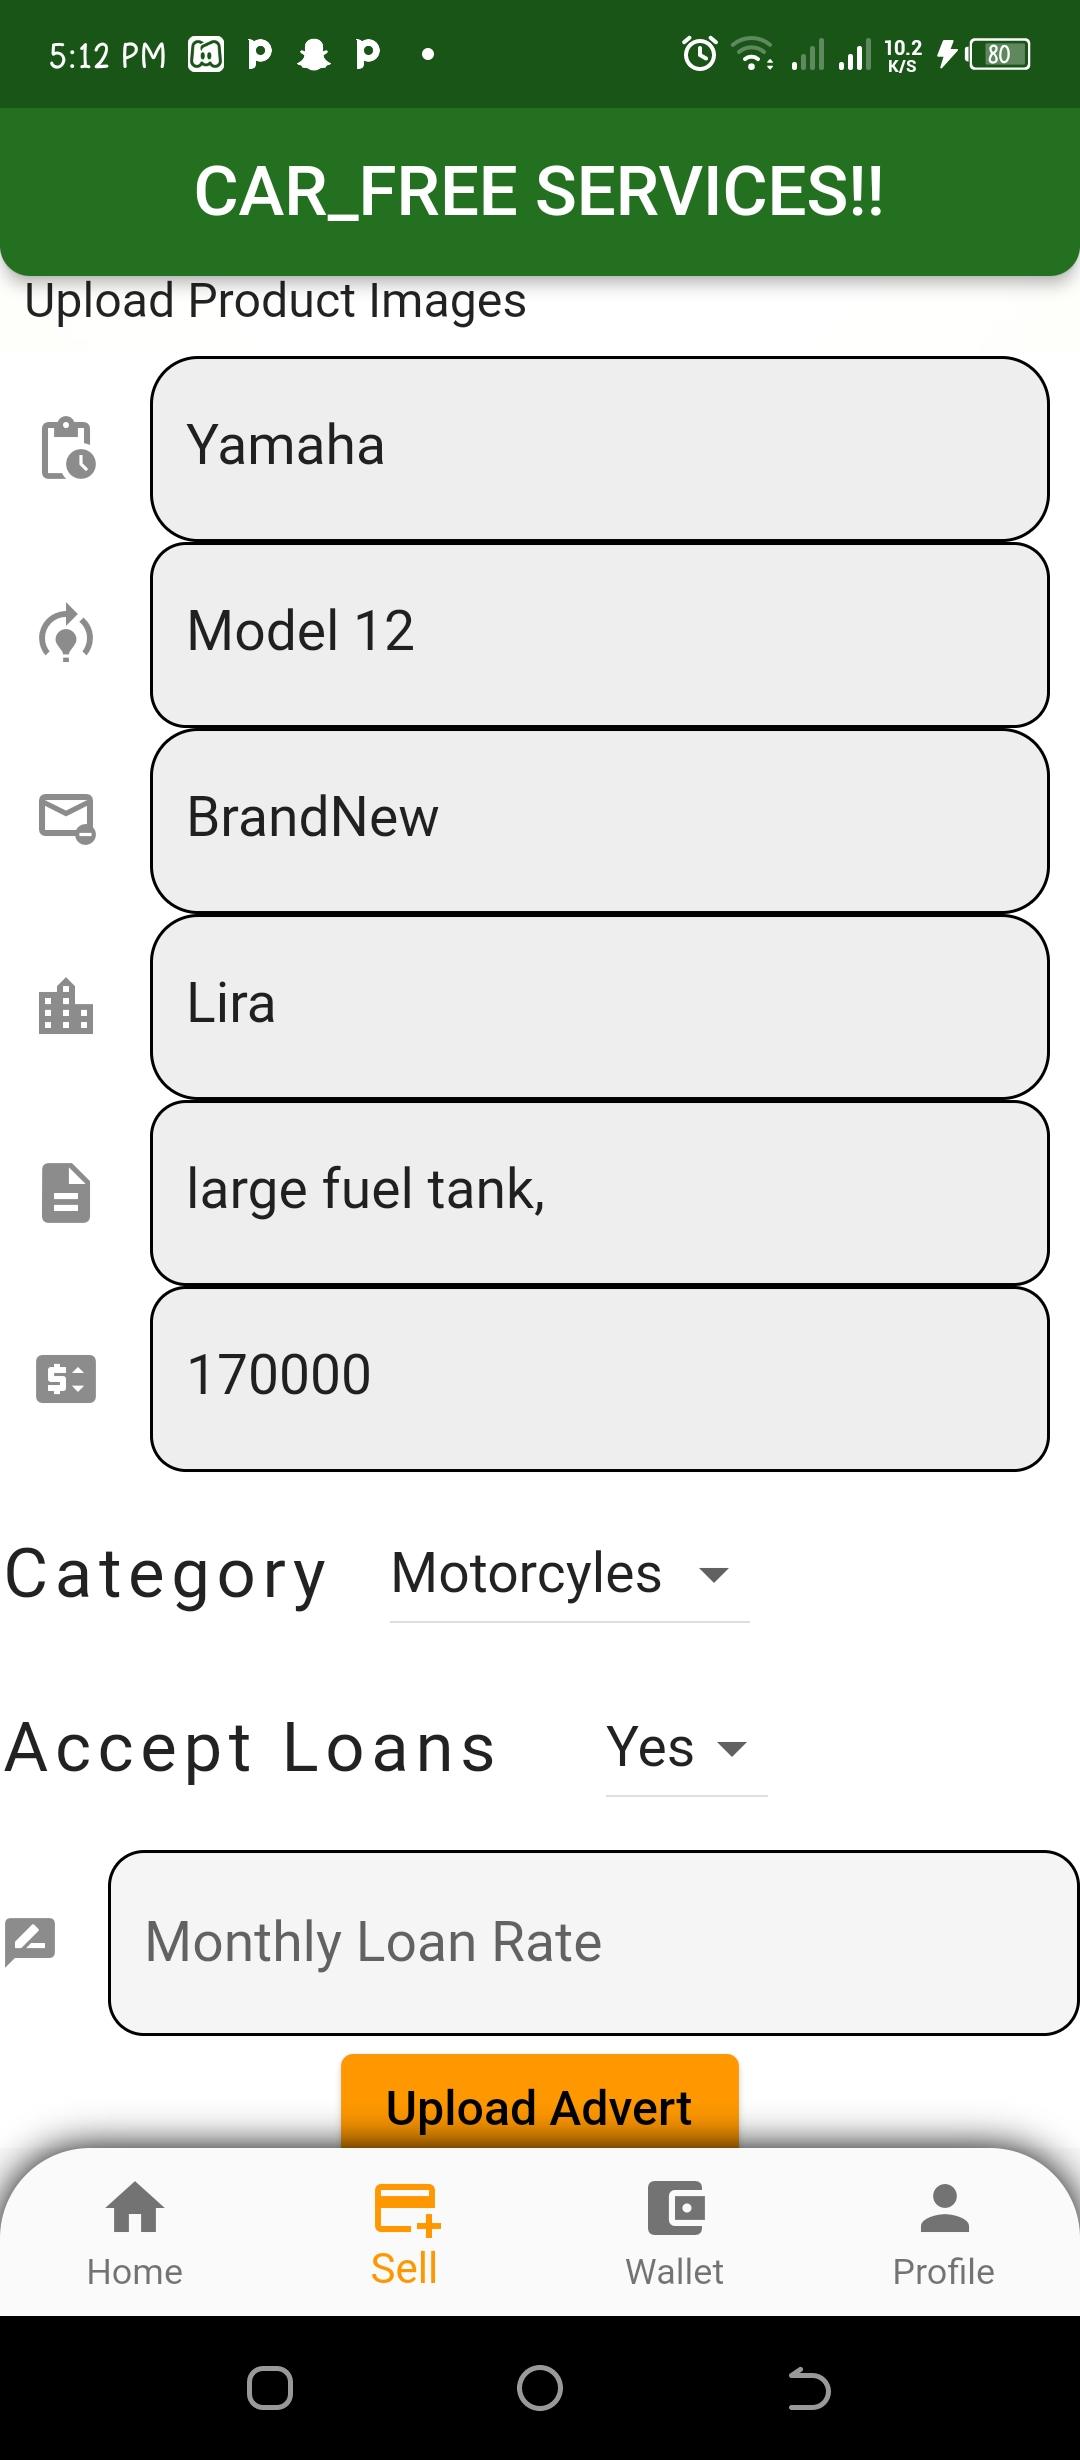 5:12 PM
10.2
K/S
80
CAR_FREE SERVICES!!
Upload Product Images
Yamaha
Model 12
BrandNew
Lira
large fuel tank,
170000
Category Motorcyles
Accept Loans Yes
Monthly Loan Rate
Upload Advert
Home Sell Wallet Profile